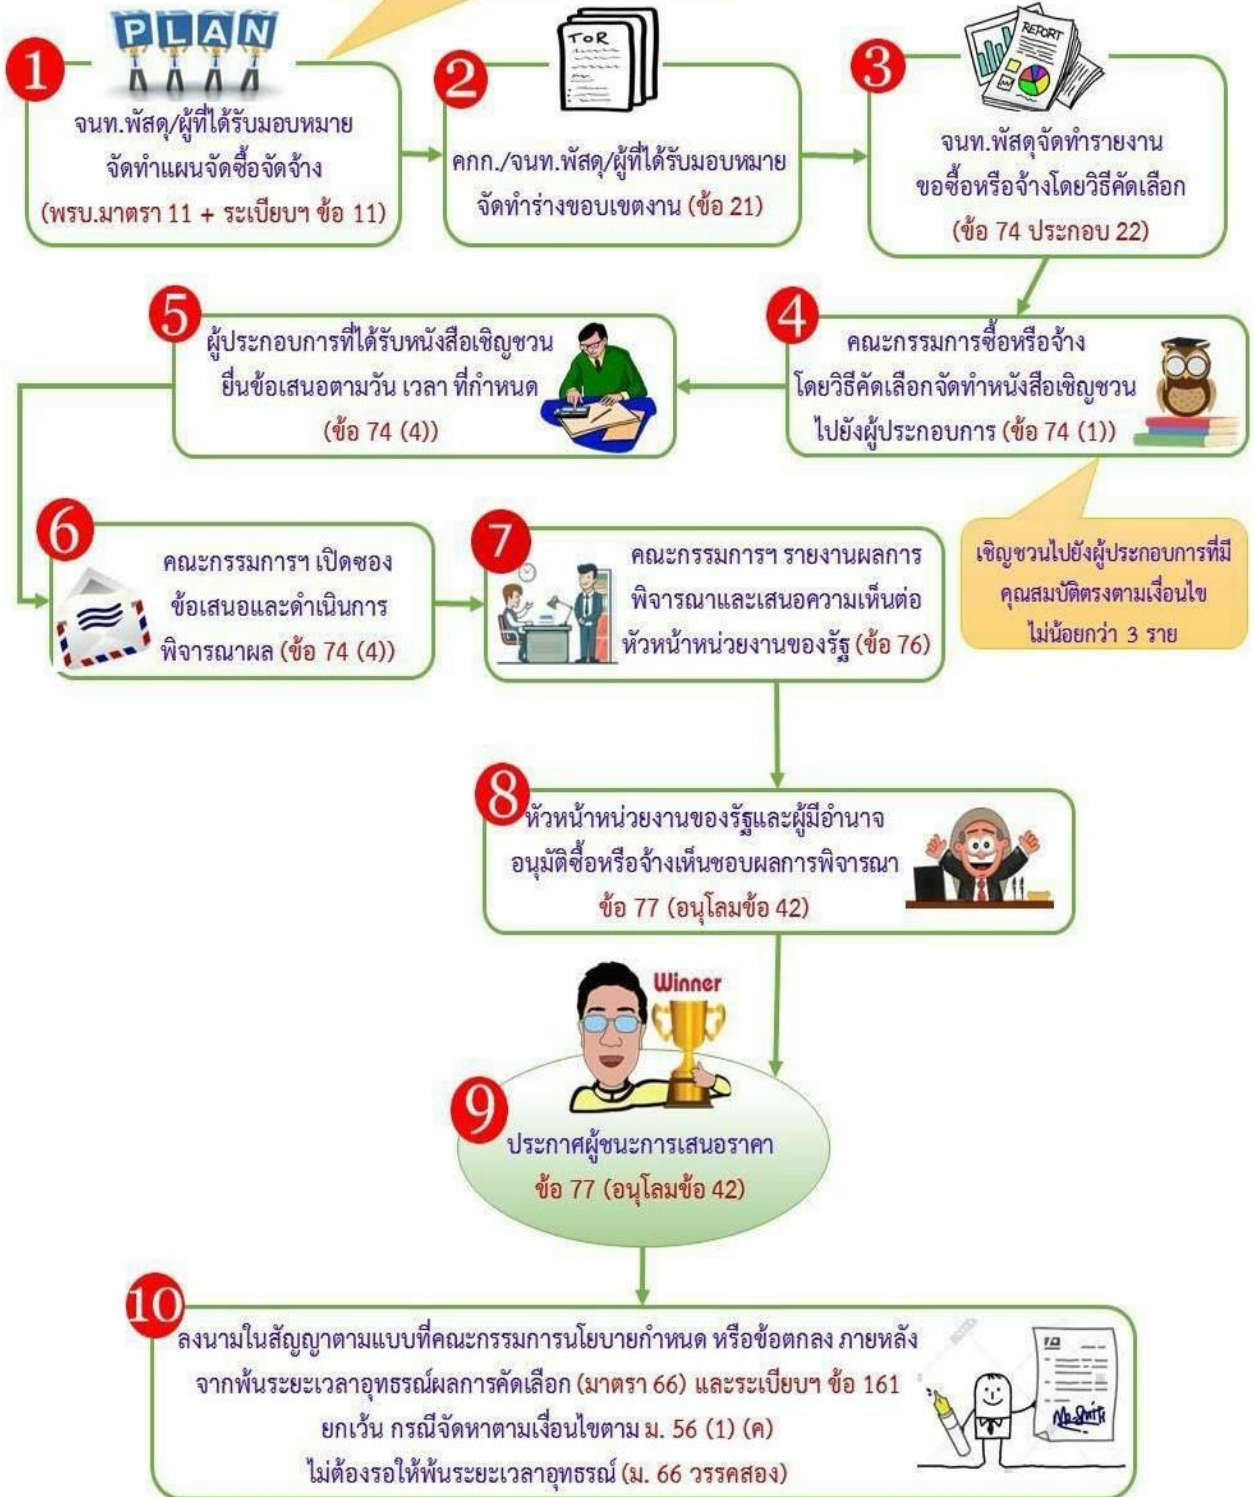 PLAN
1
จนท.พัสดุ/ผู้ที่ได้รับมอบหมาย
จัดทำแผนจัดซื้อจัดจ้าง
(พรบ.มาตรา 11 + ระเบียบฯ ข้อ 11)
TOR
2
คกก./จนท.พัสดุ/ผู้ที่ได้รับมอบหมาย
จัดทำร่างขอบเขตงาน (ข้อ 21)
REPORT
3
จนท.พัสดุจัดทำรายงาน
ขอซื้อหรือจ้างโดยวิธีคัดเลือก
(ข้อ 74 ประกอบ 22)
4
คณะกรรมการซื้อหรือจ้าง
โดยวิธีคัดเลือกจัดทำหนังสือเชิญชวน
ไปยังผู้ประกอบการ (ข้อ 74 (1))
เชิญชวนไปยังผู้ประกอบการที่มี
คุณสมบัติตรงตามเงื่อนไข
ไม่น้อยกว่า 3 ราย
5
ผู้ประกอบการที่ได้รับหนังสือเชิญชวน
ยื่นข้อเสนอตามวัน เวลา ที่กำหนด
(ข้อ 74 (4))
6
คณะกรรมการฯ เปิดซอง
ข้อเสนอและดำเนินการ
พิจารณาผล (ข้อ 74 (4))
7
คณะกรรมการฯ รายงานผลการ
พิจารณาและเสนอความเห็นต่อ
หัวหน้าหน่วยงานของรัฐ (ข้อ 76)
8
หัวหน้าหน่วยงานของรัฐและผู้มีอำนาจ
อนุมัติซื้อหรือจ้างเห็นชอบผลการพิจารณา
ข้อ 77 (อนุโลมข้อ 42)
Winner
9
ประกาศผู้ชนะการเสนอราคา
ข้อ 77 (อนุโลมข้อ 42)
10
ลงนามในสัญญาตามแบบที่คณะกรรมการนโยบายกำหนด หรือข้อตกลง ภายหลัง
จากพ้นระยะเวลาอุทธรณ์ผลการคัดเลือก (มาตรา 66) และระเบียบฯ ข้อ 161
ยกเว้น กรณีจัดหาตามเงื่อนไขตาม ม. 56 (1) (ค)
ไม่ต้องรอให้พ้นระยะเวลาอุทธรณ์ (ม. 66 วรรคสอง)